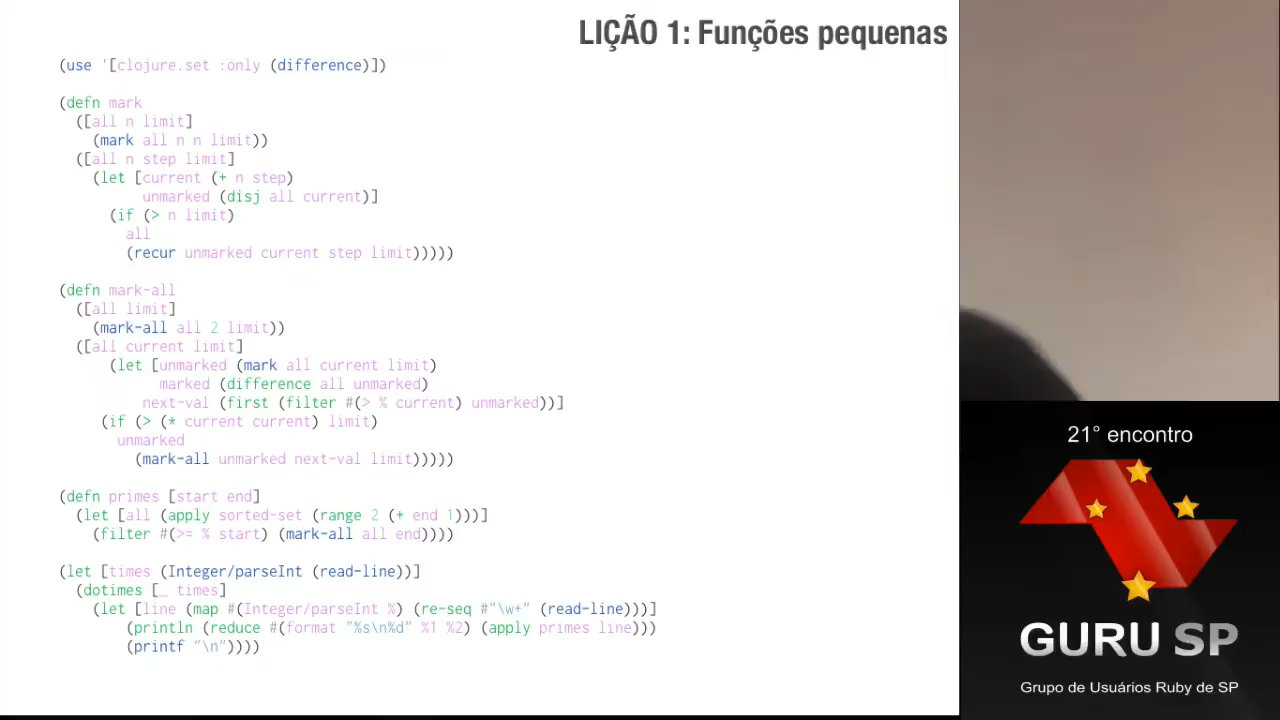 LIÇÃO 1: Funções pequenas
(use '[clojure.set :only (difference)])
(defn mark
([all n limit]
(mark all n n limit))
([all n step limit]
(let [current (+ n step)
unmarked (disj all current)]
(if (> n limit)
all
(recur unmarked current step limit)))))
(defn mark-all
([all limit]
(mark-all all 2 limit))
([all current limit]
(let [unmarked (mark all current limit)
marked (difference all unmarked)
next-val (first (filter #(> % current) unmarked))]
(if (> (* current current) limit)
unmarked
(mark-all unmarked next-val limit)))))
(defn primes [start end]
(let [all (apply sorted-set (range 2 (+ end 1)))]
(filter #(>= % start) (mark-all all end))))
(let [times (Integer/parseInt (read-line))]
(dotimes [_ times]
(let [line (map #(Integer/parseInt %) (re-seq #"\w+" (read-line)))]
(println (reduce #(format "%s\n%d" %1 %2) (apply primes line)))
(printf "\n"))))
21° encontro
GURU SP
Grupo de Usuários Ruby de SP